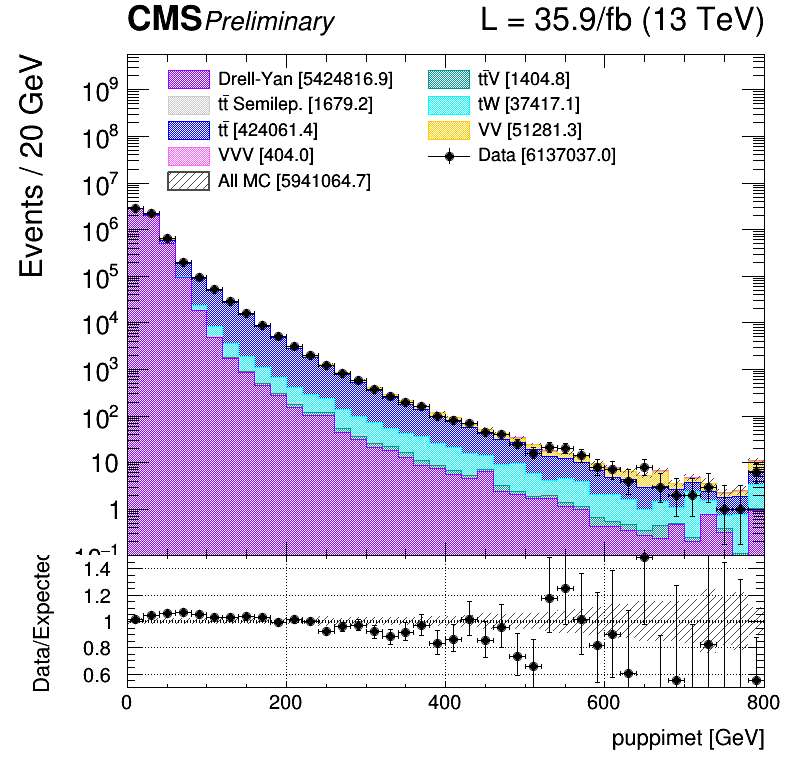 CMS Preliminary L = 35.9/fb (13 TeV)
Events / 20 GeV
Drell-Yan [5424816.9]
tt̄ Semilep. [1679.2]
tt̄ [424061.4]
VVV [404.0]
All MC [5941064.7]
tt̄V [1404.8]
tW [37417.1]
VV [51281.3]
Data [6137037.0]
10⁹
10⁸
10⁷
10⁶
10⁵
10⁴
10³
10²
10
1
10⁻¹
Data/Expected
1.4
1.2
1
0.8
0.6
0 200 400 600 800
puppimet [GeV]